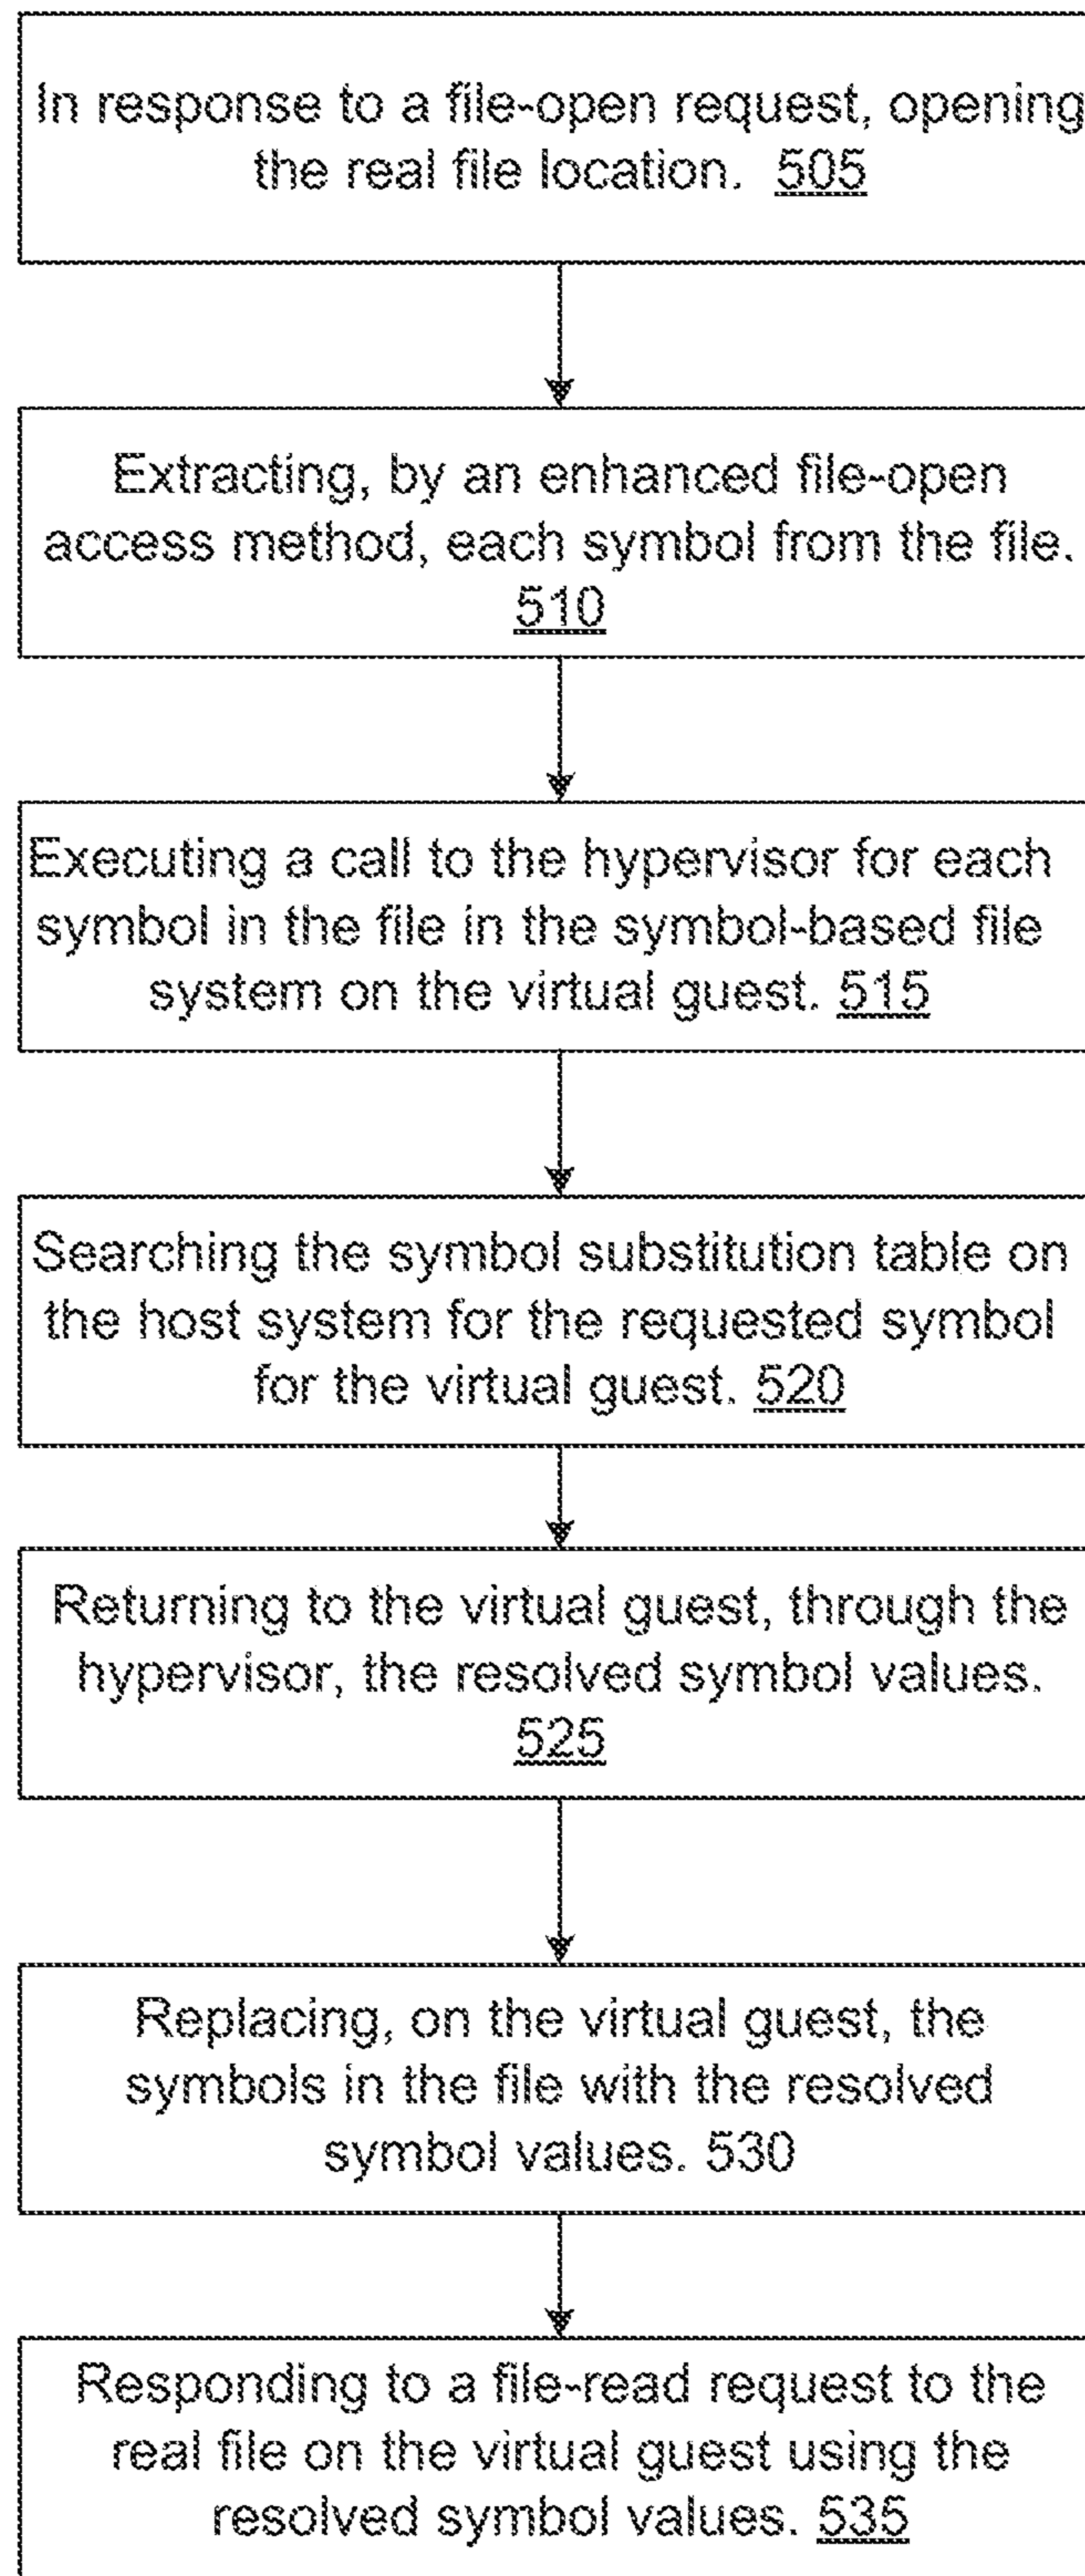 In response to a file-open request, opening
the real file location. 505
Extracting, by an enhanced file-open
access method, each symbol from the file.
510
Executing a call to the hypervisor for each
symbol in the file in the symbol-based file
system on the virtual guest. 515
Searching the symbol substitution table on
the host system for the requested symbol
for the virtual guest. 520
Returning to the virtual guest, through the
hypervisor, the resolved symbol values.
525
Replacing, on the virtual guest, the
symbols in the file with the resolved
symbol values. 530
Responding to a file-read request to the
real file on the virtual guest using the
resolved symbol values. 535